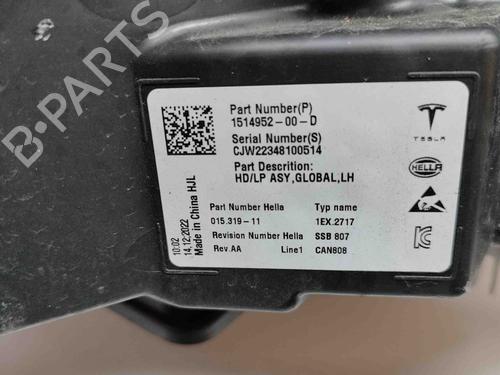 Part Number(P)
1514952-00-D
Serial Number(S)
CJW22348100514
Part Descrition:
HD/LP ASY,GLOBAL,LH
Part Number Hella Typ name
015.319-11 1EX.2717
Revision Number Hella SSB 807
Rev.AA Line1 CAN808
10:02
14.12.2022
Made in China HJL
TESLA
HELLA
B-PARTS